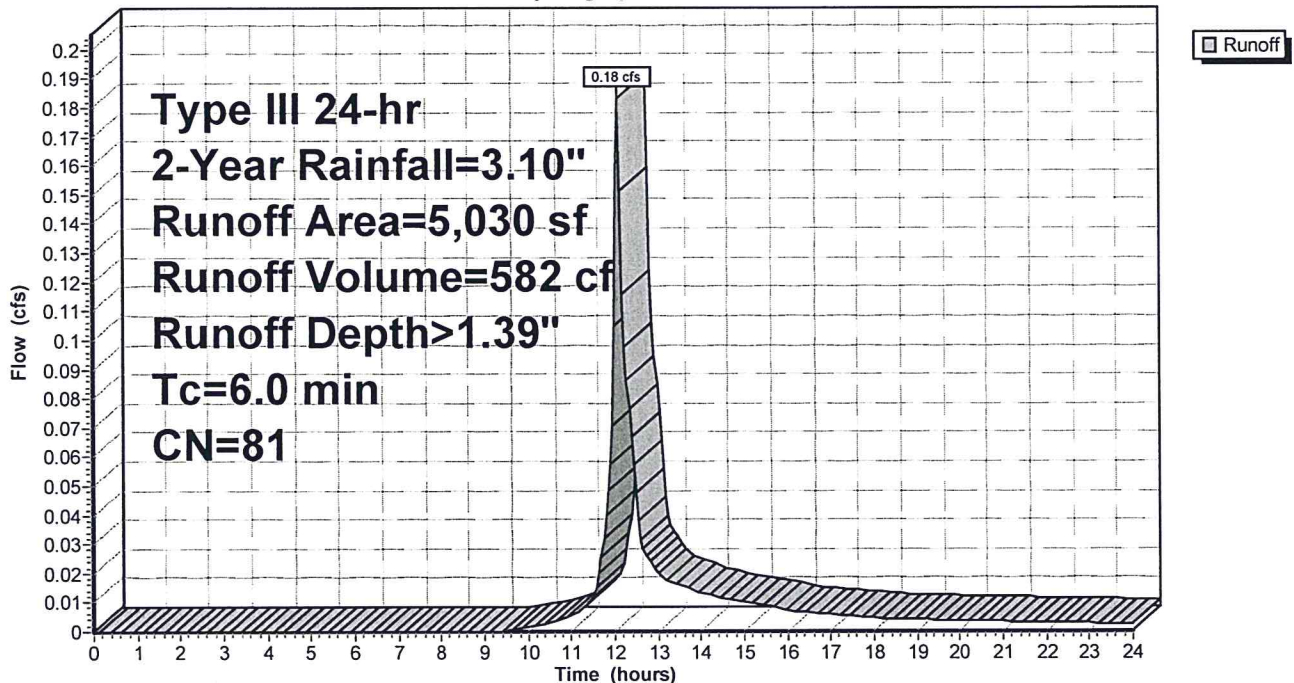 0.18 cfs
Runoff
Type III 24-hr
2-Year Rainfall=3.10"
Runoff Area=5,030 sf
Runoff Volume=582 cf
Runoff Depth>1.39"
Tc=6.0 min
CN=81
Flow (cfs)
0.2
0.19
0.18
0.17
0.16
0.15
0.14
0.13
0.12
0.11
0.1
0.09
0.08
0.07
0.06
0.05
0.04
0.03
0.02
0.01
0
0 1 2 3 4 5 6 7 8 9 10 11 12 13 14 15 16 17 18 19 20 21 22 23 24
Time (hours)